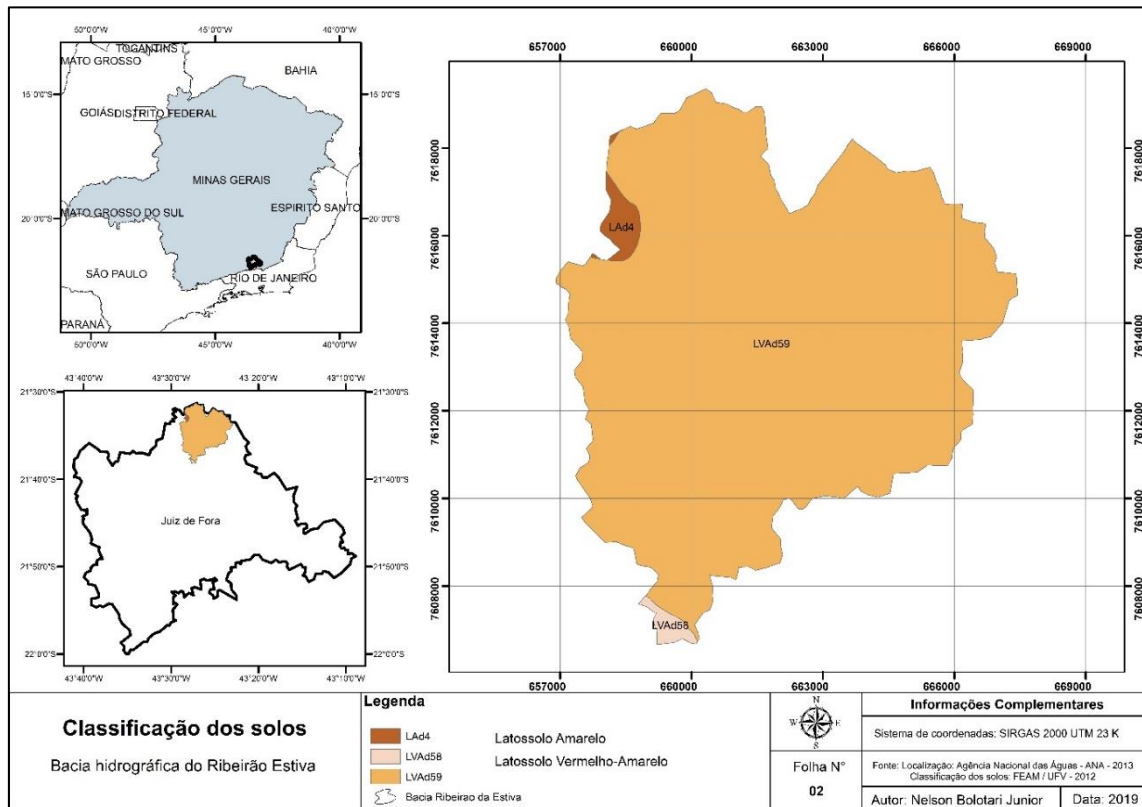 50°0'0"W 45°0'0"W 40°0'0"W
TOCANTINS
MATO GROSSO
BAHIA
15°0'0"S 15°0'0"S
GOIÁS DISTRITO FEDERAL
MINAS GERAIS
ESPIRITO SANTO
MATO GROSSO DO SUL
20°0'0"S 20°0'0"S
SÃO PAULO
RIO DE JANEIRO
PARANÁ
50°0'0"W 45°0'0"W 40°0'0"W
43°40'W 43°30'0"W 43°20'W 43°10'0"W
21°30'0"S 21°30'0"S
21°40'0"S 21°40'0"S
Juiz de Fora
21°50'0"S 21°50'0"S
22°0'0"S 22°0'0"S
43°40'W 43°30'0"W 43°20'W 43°10'0"W
657000 660000 663000 666000 669000
7618000 7618000
LAd4
7616000 7616000
7614000 7614000
LVAd59
7612000 7612000
7610000 7610000
7608000 7608000
LVAd58
657000 660000 663000 666000 669000
Classificação dos solos
Bacia hidrográfica do Ribeirão Estiva
Legenda
LAd4 Latossolo Amarelo
LVAd58 Latossolo Vermelho-Amarelo
LVAd59
Bacia Ribeirao da Estiva
N
W E
S
Folha N°
02
Informações Complementares
Sistema de coordenadas: SIRGAS 2000 UTM 23 K
Fonte: Localização: Agência Nacional das Águas - ANA - 2013
Classificação dos solos: FEAM / UFV - 2012
Autor: Nelson Bolotari Junior Data: 2019